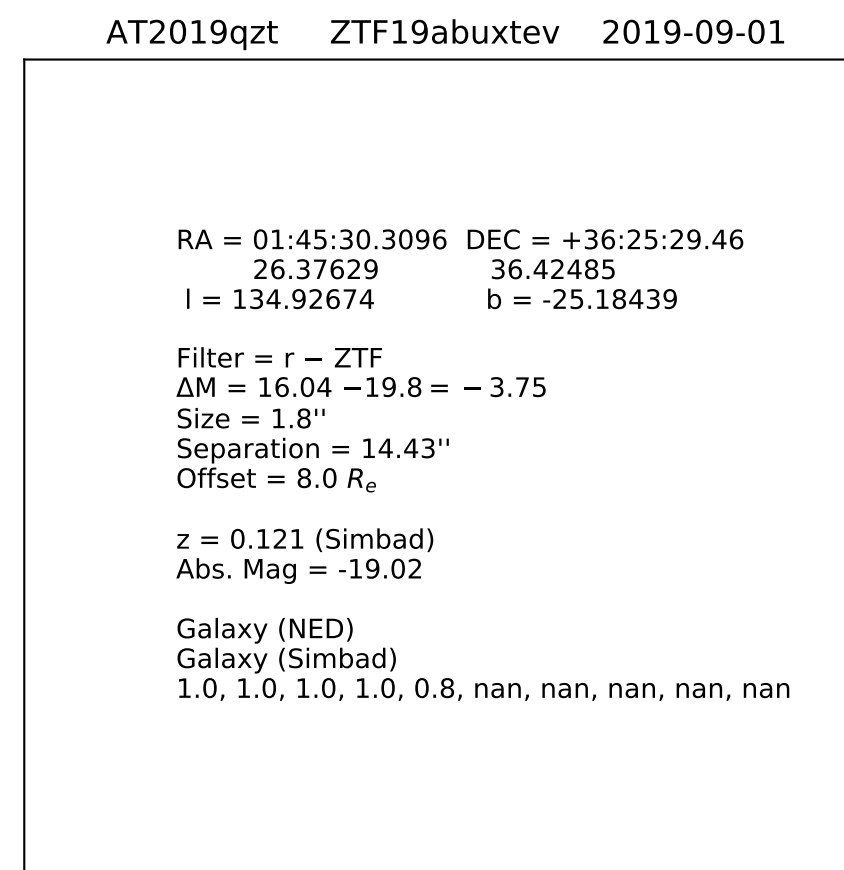 AT2019qzt ZTF19abuxtev 2019-09-01
RA = 01:45:30.3096 DEC = +36:25:29.46
26.37629 36.42485
l = 134.92674 b = -25.18439
Filter = r − ZTF
ΔM = 16.04 −19.8 = − 3.75
Size = 1.8''
Separation = 14.43''
Offset = 8.0 Re
z = 0.121 (Simbad)
Abs. Mag = -19.02
Galaxy (NED)
Galaxy (Simbad)
1.0, 1.0, 1.0, 1.0, 0.8, nan, nan, nan, nan, nan